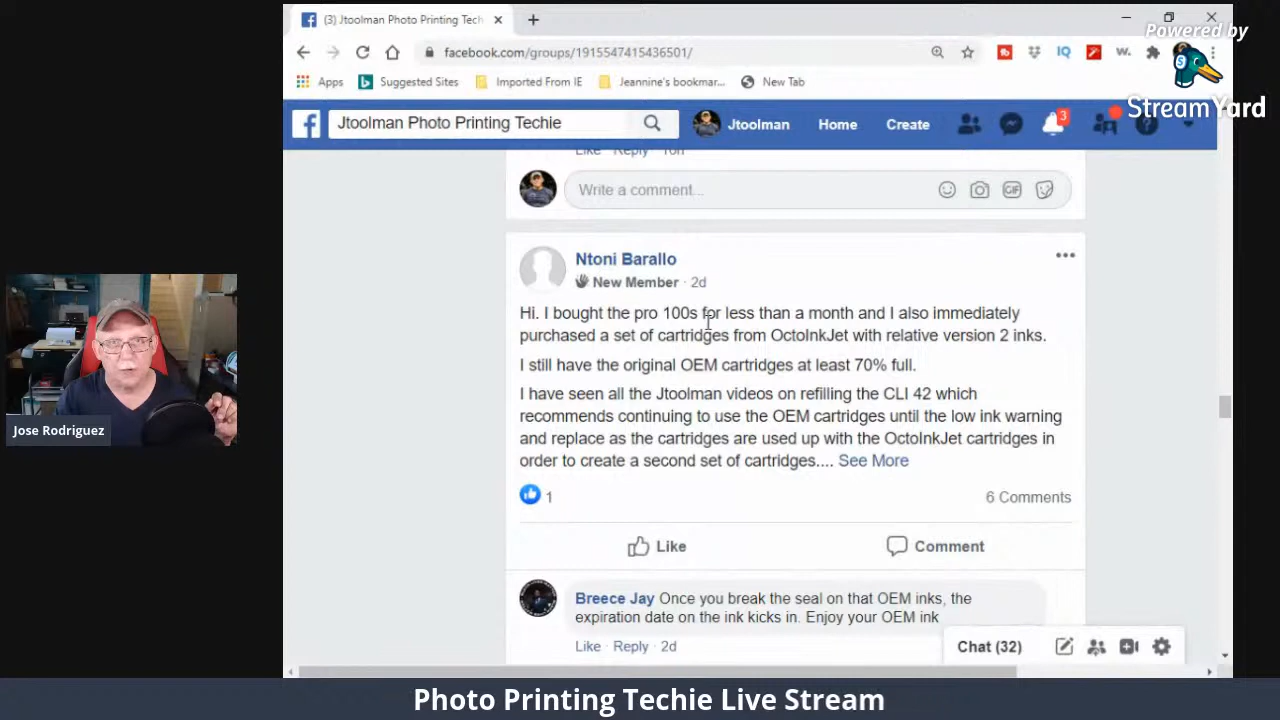 (3) Jtoolman Photo Printing Tech
Powered by
StreamYard
facebook.com/groups/1915547415436501/
IQ
w.
Apps
Suggested Sites
Imported From IE
Jeannine's bookmar...
New Tab
Jtoolman Photo Printing Techie
Jtoolman
Home
Create
3
Like Reply 10h
Write a comment...
GIF
Ntoni Barallo
New Member · 2d
Hi. I bought the pro 100s for less than a month and I also immediately
purchased a set of cartridges from OctoInkJet with relative version 2 inks.
I still have the original OEM cartridges at least 70% full.
I have seen all the Jtoolman videos on refilling the CLI 42 which
recommends continuing to use the OEM cartridges until the low ink warning
and replace as the cartridges are used up with the OctoInkJet cartridges in
order to create a second set of cartridges.... See More
1
6 Comments
Like
Comment
Breece Jay Once you break the seal on that OEM inks, the
expiration date on the ink kicks in. Enjoy your OEM ink
Like · Reply · 2d
Chat (32)
Jose Rodriguez
Photo Printing Techie Live Stream